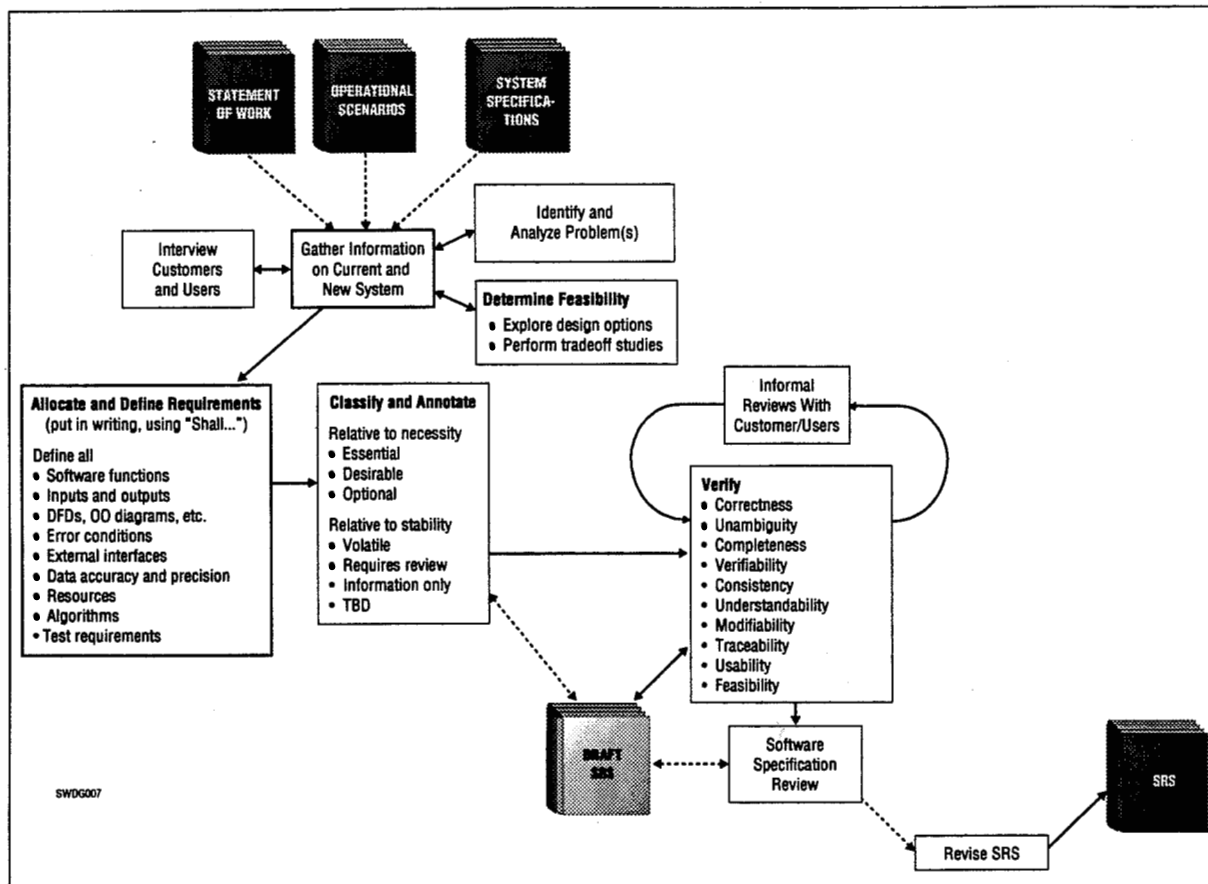 STATEMENT
OF WORK
OPERATIONAL
SCENARIOS
SYSTEM
SPECIFICA-
TIONS
Identify and
Analyze Problem(s)
Interview
Customers
and Users
Gather Information
on Current and
New System
Determine Feasibility
• Explore design options
• Perform tradeoff studies
Allocate and Define Requirements
(put in writing, using "Shall...")
Define all
• Software functions
• Inputs and outputs
• DFDs, OO diagrams, etc.
• Error conditions
• External interfaces
• Data accuracy and precision
• Resources
• Algorithms
• Test requirements
Classify and Annotate
Relative to necessity
• Essential
• Desirable
• Optional
Relative to stability
• Volatile
• Requires review
• Information only
• TBD
Informal
Reviews With
Customer/Users
Verify
• Correctness
• Unambiguity
• Completeness
• Verifiability
• Consistency
• Understandability
• Modifiability
• Traceability
• Usability
• Feasibility
DRAFT
SRS
Software
Specification
Review
SRS
Revise SRS
SWDG007